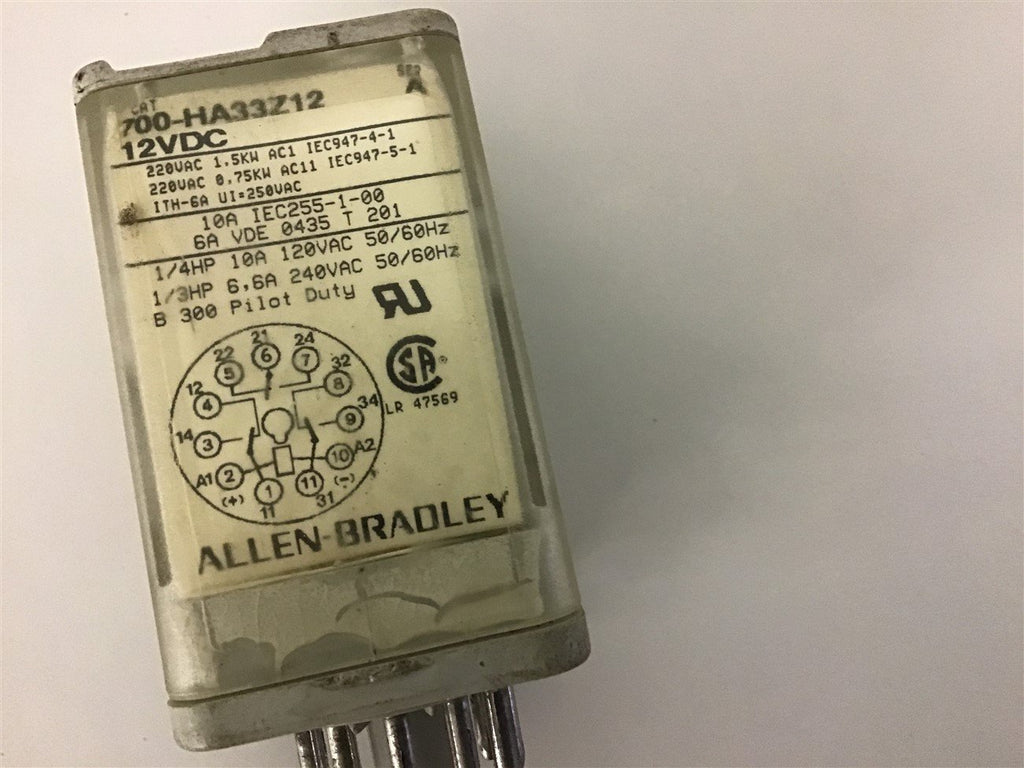 CAT
SER
700-HA33Z12
A
12VDC
220VAC 1.5KW AC1 IEC947-4-1
220VAC 0.75KW AC11 IEC947-5-1
ITH-6A UI=250VAC
10A IEC255-1-00
6A VDE 0435 T 201
1/4HP 10A 120VAC 50/60Hz
1/3HP 6,6A 240VAC 50/60Hz
B 300 Pilot Duty
RU
CSA®
LR 47569
21
22 6 24
5 7 32
12 8
4 34
14 9
3 10 A2
A1 2 11 (-)
(+) 1 31
11
ALLEN-BRADLEY